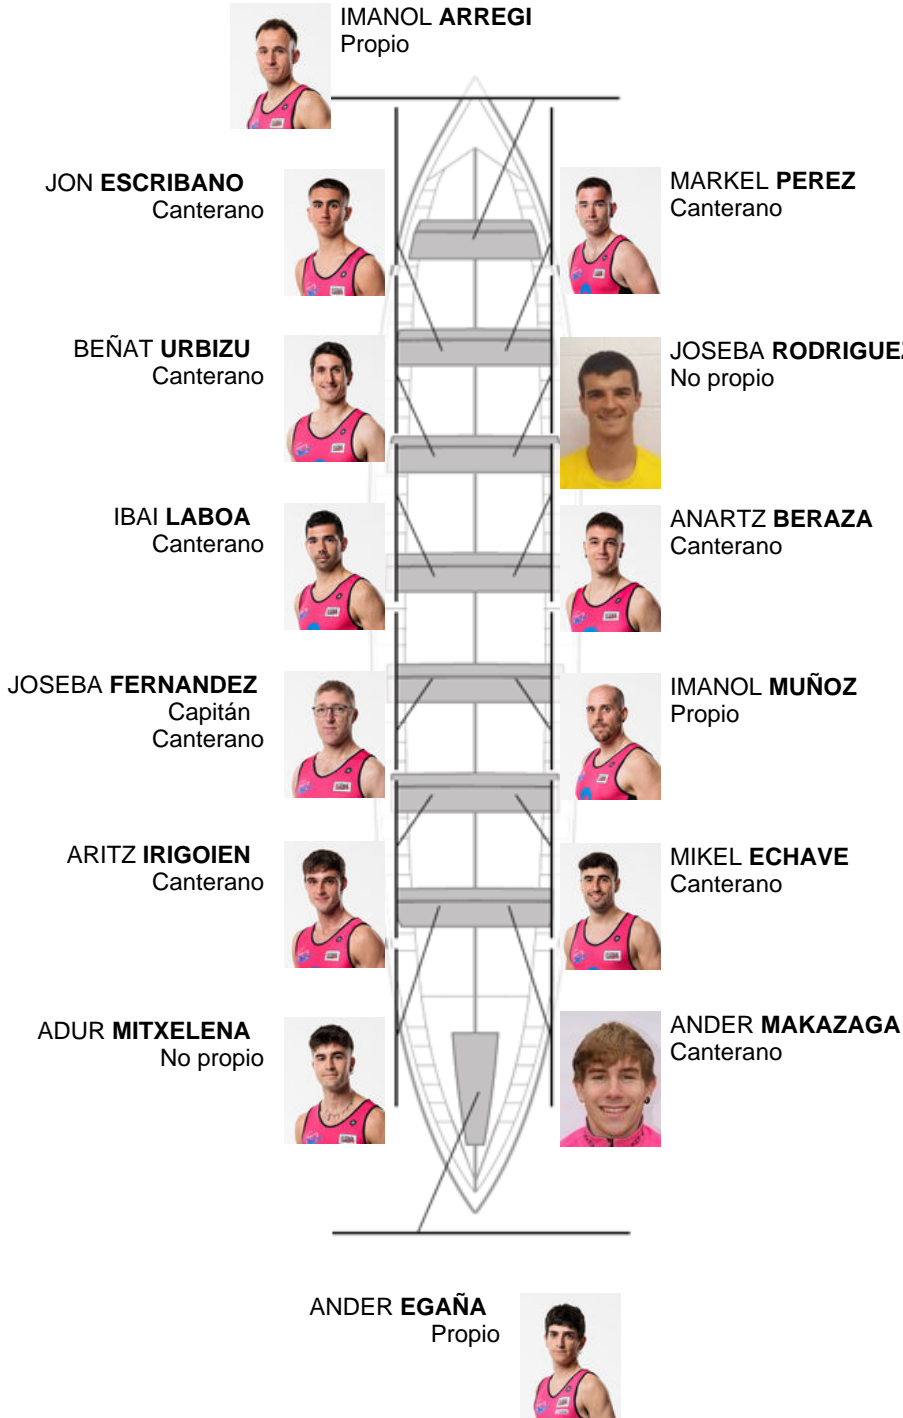 IMANOL ARREGI
Propio
JON ESCRIBANO
Canterano
MARKEL PEREZ
Canterano
BEÑAT URBIZU
Canterano
JOSEBA RODRIGUEZ
No propio
IBAI LABOA
Canterano
ANARTZ BERAZA
Canterano
JOSEBA FERNANDEZ
Capitán
Canterano
IMANOL MUÑOZ
Propio
ARITZ IRIGOIEN
Canterano
MIKEL ECHAVE
Canterano
ADUR MITXELENA
No propio
ANDER MAKAZAGA
Canterano
ANDER EGAÑA
Propio